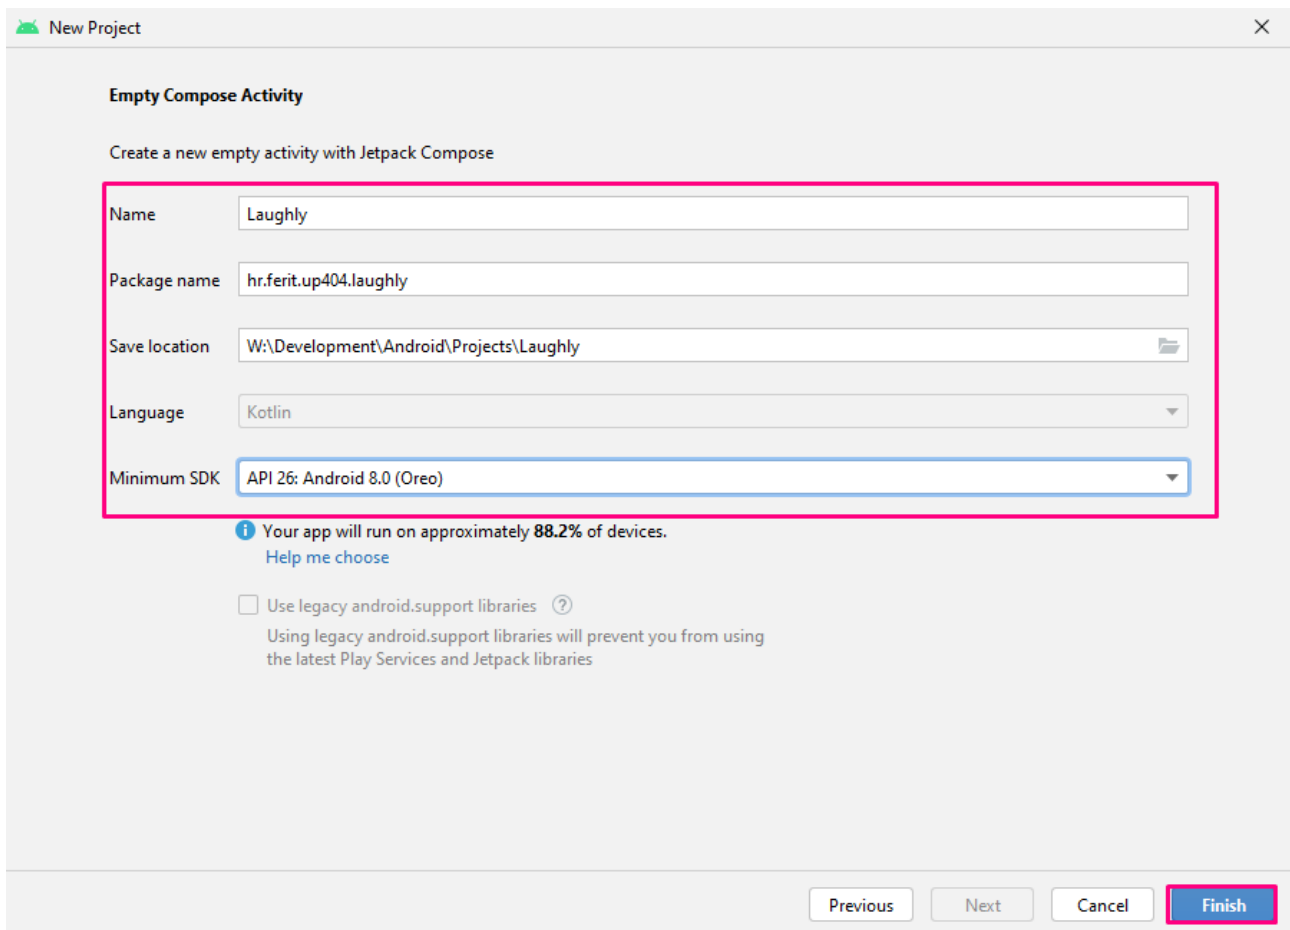 New Project
Empty Compose Activity
Create a new empty activity with Jetpack Compose
Name Laughly
Package name hr.ferit.up404.laughly
Save location W:\Development\Android\Projects\Laughly
Language Kotlin
Minimum SDK API 26: Android 8.0 (Oreo)
i Your app will run on approximately 88.2% of devices.
Help me choose
Use legacy android.support libraries ?
Using legacy android.support libraries will prevent you from using
the latest Play Services and Jetpack libraries
Previous Next Cancel Finish